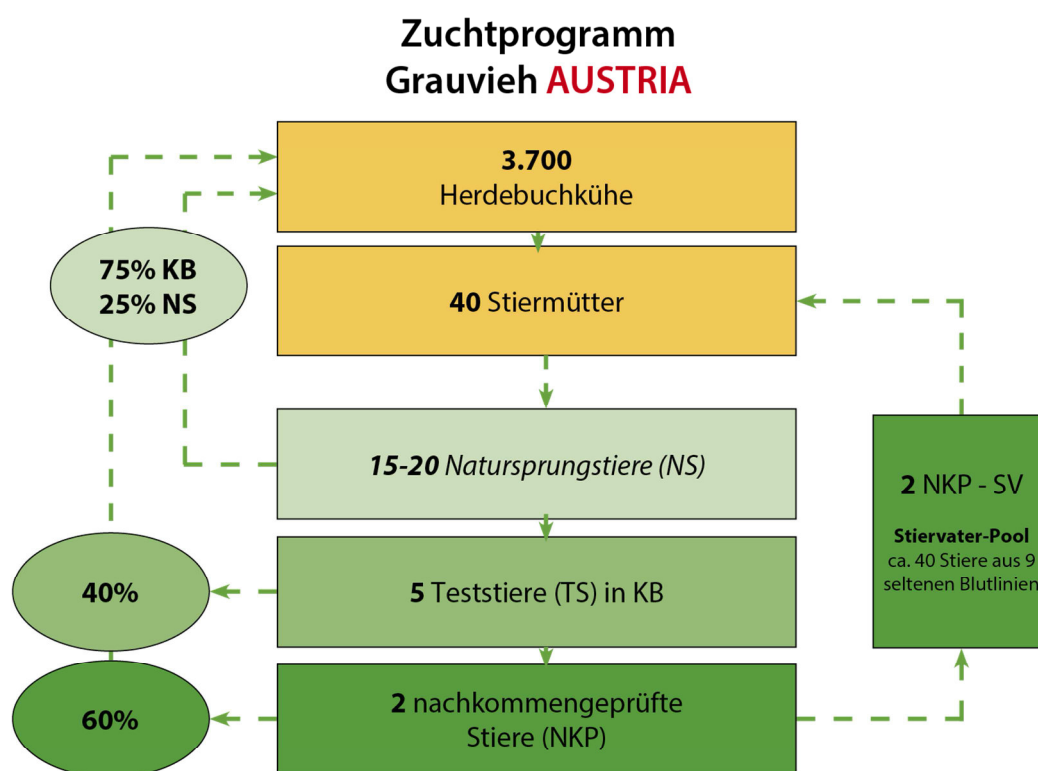 Zuchtprogramm
Grauvieh AUSTRIA
3.700
Herdebuchkühe
75% KB
25% NS
40 Stiermütter
15-20 Natursprungstiere (NS)
2 NKP - SV
Stiervater-Pool
ca. 40 Stiere aus 9
seltenen Blutlinien
40%
5 Teststiere (TS) in KB
60%
2 nachkommengeprüfte
Stiere (NKP)